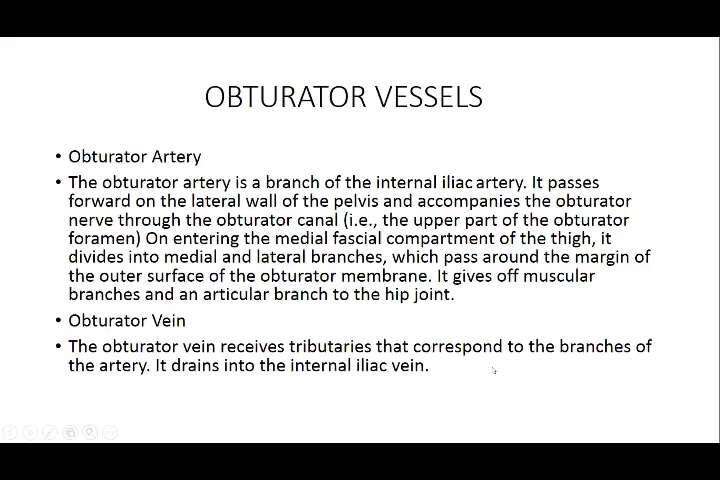 OBTURATOR VESSELS
• Obturator Artery
• The obturator artery is a branch of the internal iliac artery. It passes
forward on the lateral wall of the pelvis and accompanies the obturator
nerve through the obturator canal (i.e., the upper part of the obturator
foramen) On entering the medial fascial compartment of the thigh, it
divides into medial and lateral branches, which pass around the margin of
the outer surface of the obturator membrane. It gives off muscular
branches and an articular branch to the hip joint.
• Obturator Vein
• The obturator vein receives tributaries that correspond to the branches of
the artery. It drains into the internal iliac vein.